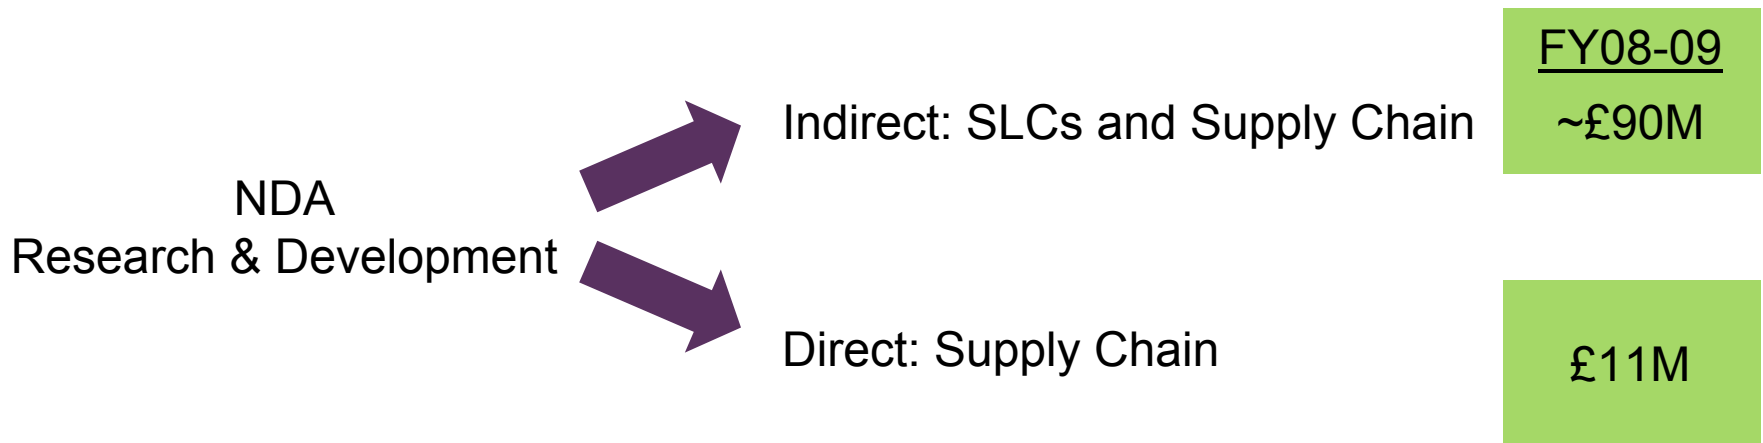 FY08-09
Indirect: SLCs and Supply Chain
~£90M
NDA
Research & Development
Direct: Supply Chain
£11M